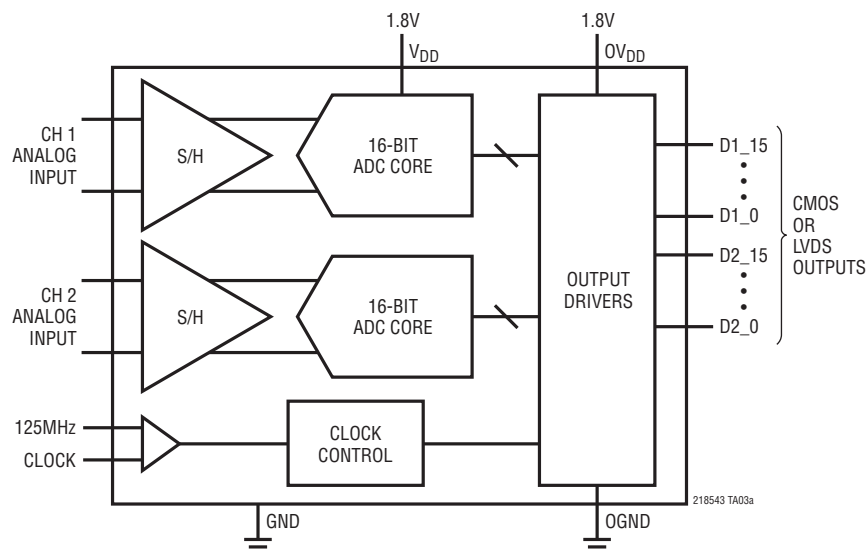 1.8V
1.8V
VDD
OVDD
CH 1
ANALOG
INPUT
S/H
16-BIT
ADC CORE
D1_15
•
•
•
D1_0
CH 2
ANALOG
INPUT
S/H
16-BIT
ADC CORE
OUTPUT
DRIVERS
D2_15
•
•
•
D2_0
CMOS
OR
LVDS
OUTPUTS
125MHz
CLOCK
CLOCK
CONTROL
GND
OGND
218543 TA03a